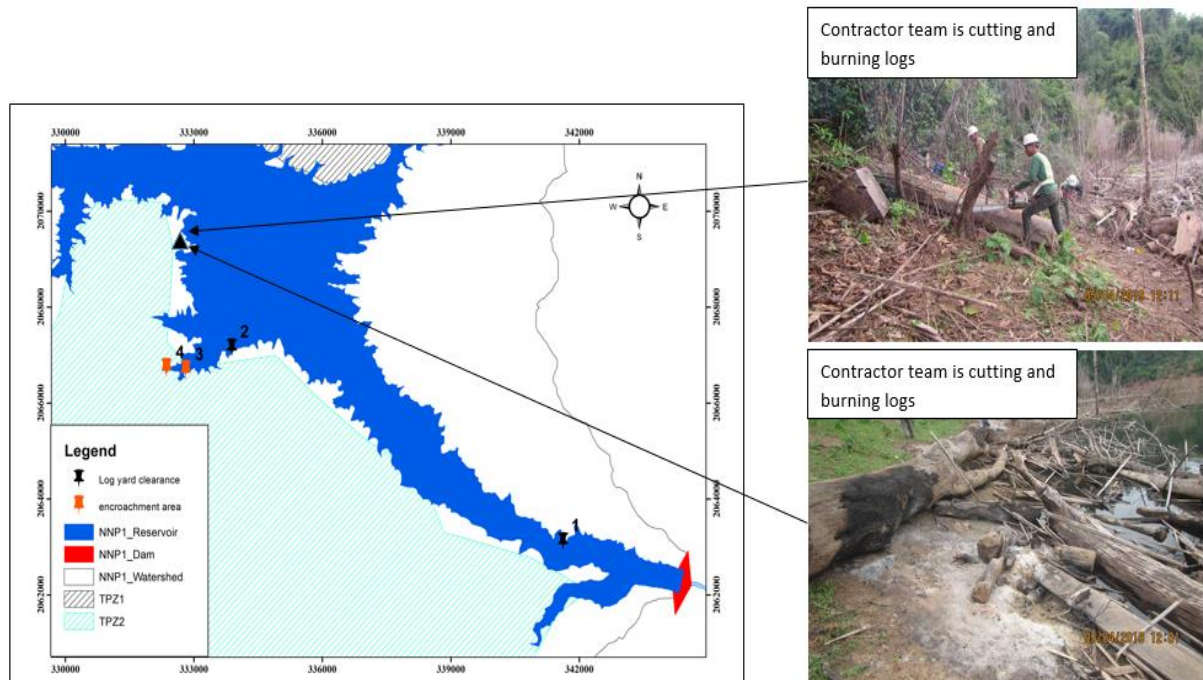 Contractor team is cutting and
burning logs
330000
333000
336000
339000
342000
2070000
2068000
2066000
2064000
2062000
N
W
E
S
2
4
3
1
Legend
Log yard clearance
encroachment area
NNP1_Reservoir
NNP1_Dam
NNP1_Watershed
TPZ1
TPZ2
2070000
2068000
2066000
2064000
2062000
330000
333000
336000
339000
342000
Contractor team is cutting and
burning logs